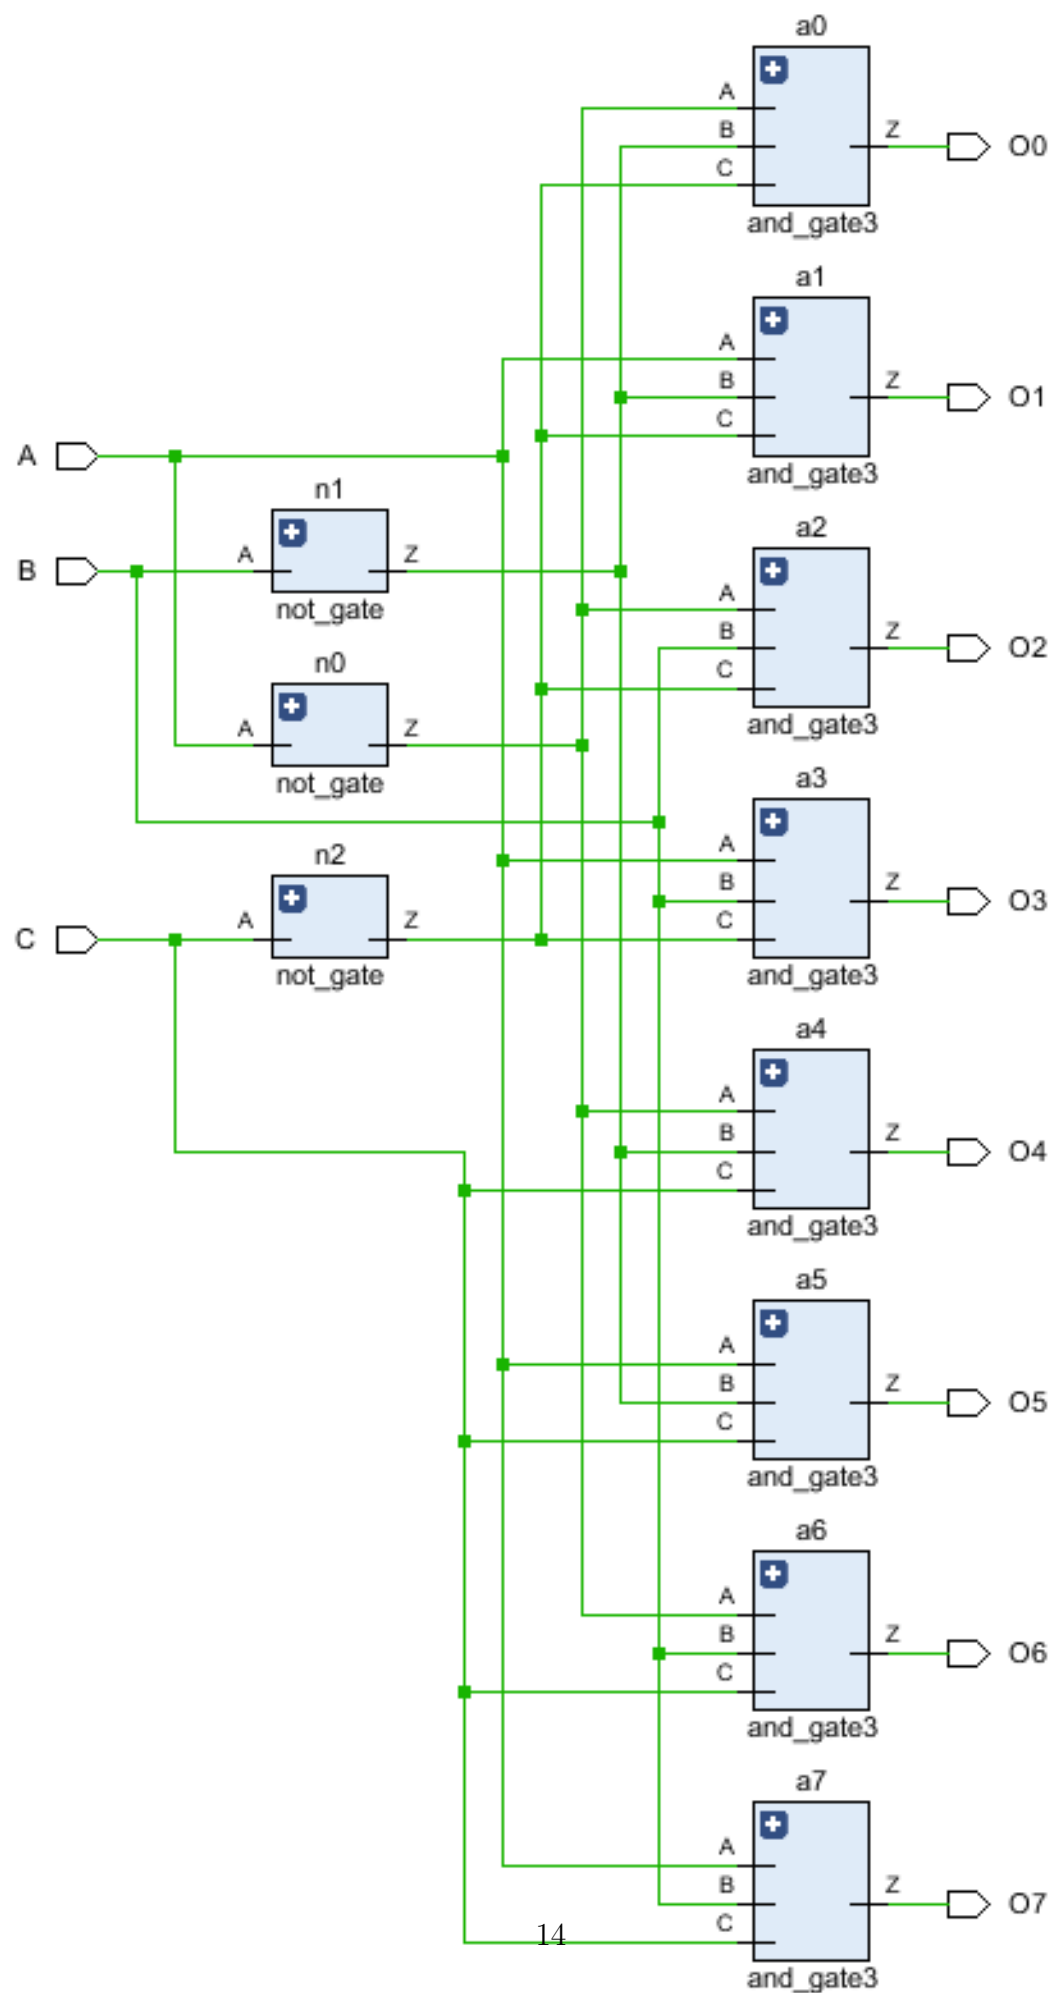 a0
A
B
C
Z
O0
and_gate3
a1
A
B
C
Z
O1
and_gate3
A
n1
B
A
Z
not_gate
a2
A
B
C
Z
O2
and_gate3
n0
A
Z
not_gate
a3
A
B
C
Z
O3
and_gate3
n2
C
A
Z
not_gate
a4
A
B
C
Z
O4
and_gate3
a5
A
B
C
Z
O5
and_gate3
a6
A
B
C
Z
O6
and_gate3
a7
A
B
C
Z
O7
and_gate3
14